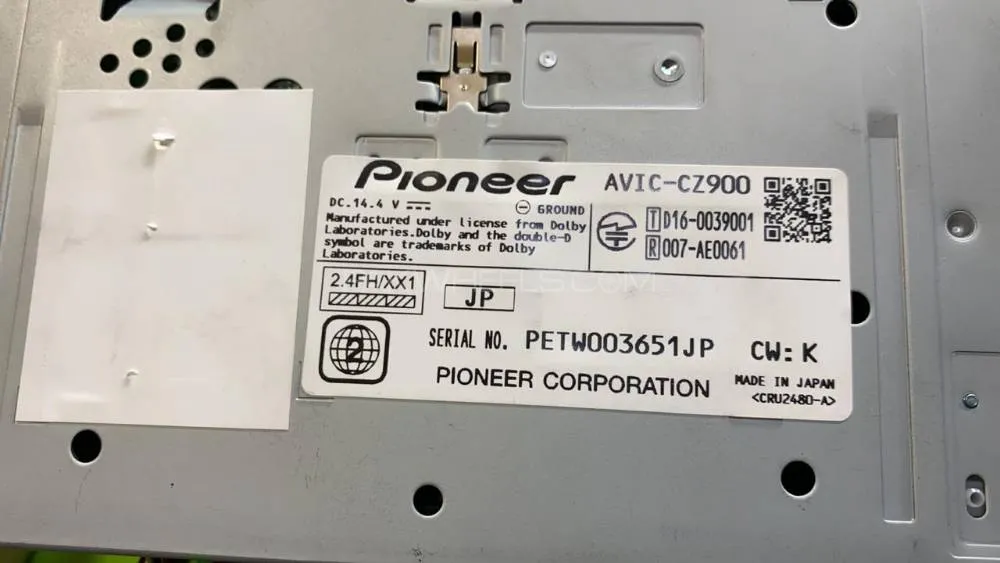 Pioneer AVIC-CZ900
DC.14.4 V
GROUND
Manufactured under license from Dolby
Laboratories.Dolby and the double-D
symbol are trademarks of Dolby
Laboratories.
T D16-0039001
R 007-AE0061
2.4FH/XX1
JP
2
SERIAL NO. PETW003651JP CW:K
PIONEER CORPORATION
MADE IN JAPAN
<CRU2480-A>